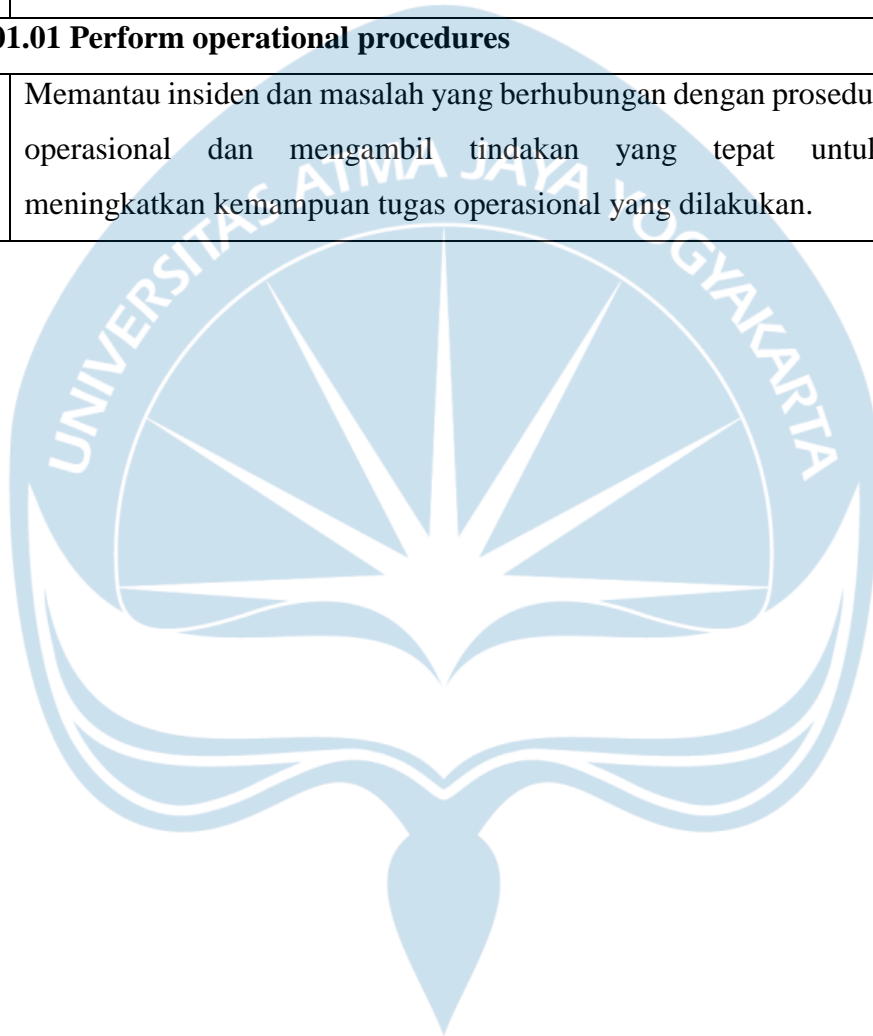 01.01 Perform operational procedures
Memantau insiden dan masalah yang berhubungan dengan prosedu
operasional dan mengambil tindakan yang tepat untuk
meningkatkan kemampuan tugas operasional yang dilakukan.
UNIVERSITAS ATMA JAYA YOGYAKARTA